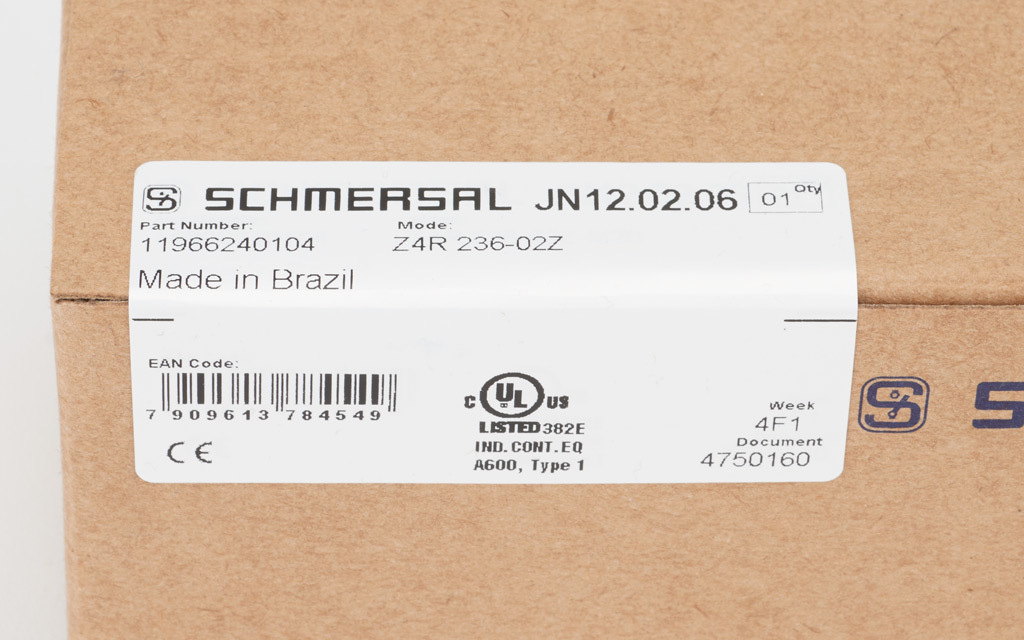 S SCHMERSAL JN12.02.06 01 Qty
Part Number: Mode:
11966240104 Z4R 236-02Z
Made in Brazil
EAN Code:
7 909613 784549
CE
C UL US
LISTED 382E
IND. CONT. EQ
A600, Type 1
Week
4F1
Document
4750160
S S